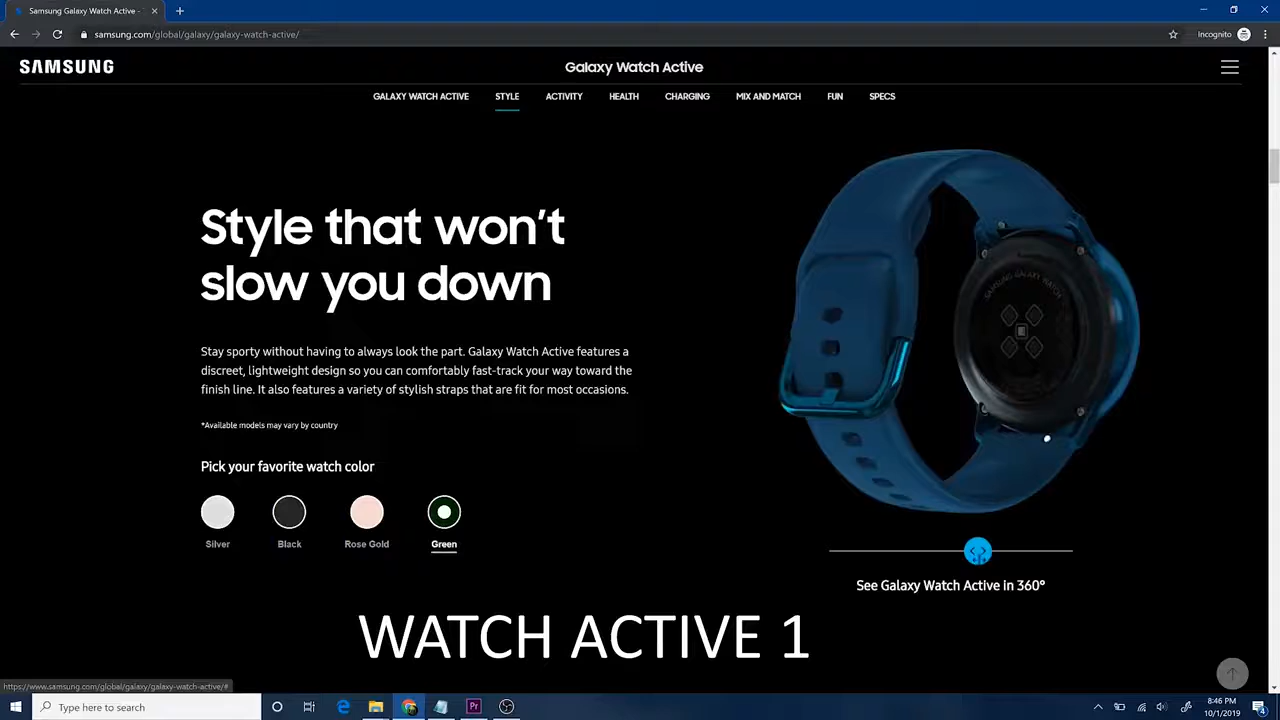 Samsung Galaxy Watch Active -
samsung.com/global/galaxy/galaxy-watch-active/
Incognito
SAMSUNG
Galaxy Watch Active
GALAXY WATCH ACTIVE
STYLE
ACTIVITY
HEALTH
CHARGING
MIX AND MATCH
FUN
SPECS
Style that won't
slow you down
Stay sporty without having to always look the part. Galaxy Watch Active features a
discreet, lightweight design so you can comfortably fast-track your way toward the
finish line. It also features a variety of stylish straps that are fit for most occasions.
*Available models may vary by country
Pick your favorite watch color
Silver
Black
Rose Gold
Green
SAMSUNG GALAXY WATCH
See Galaxy Watch Active in 360°
WATCH ACTIVE 1
https://www.samsung.com/global/galaxy/galaxy-watch-active/#
Type here to search
Pr
8:46 PM
10/1/2019
4